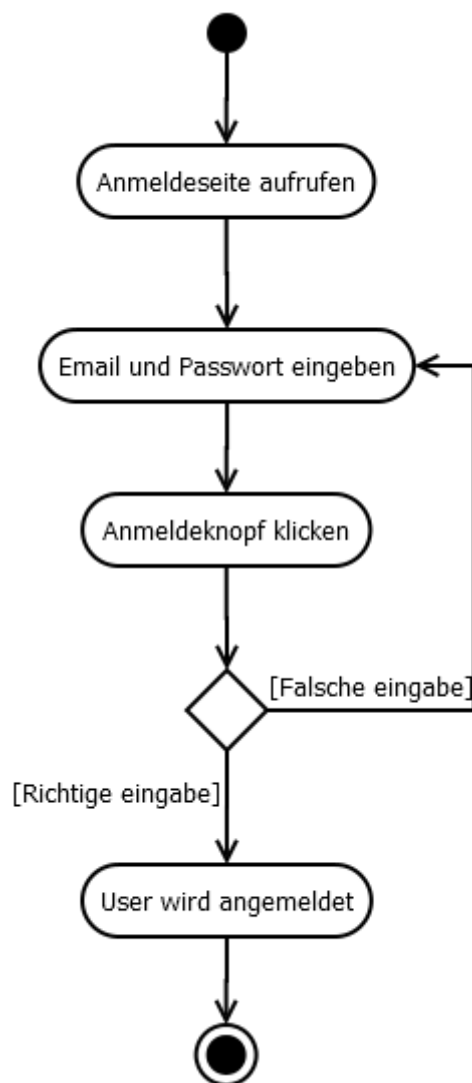 Anmeldeseite aufrufen
Email und Passwort eingeben
Anmeldeknopf klicken
[Falsche eingabe]
[Richtige eingabe]
User wird angemeldet